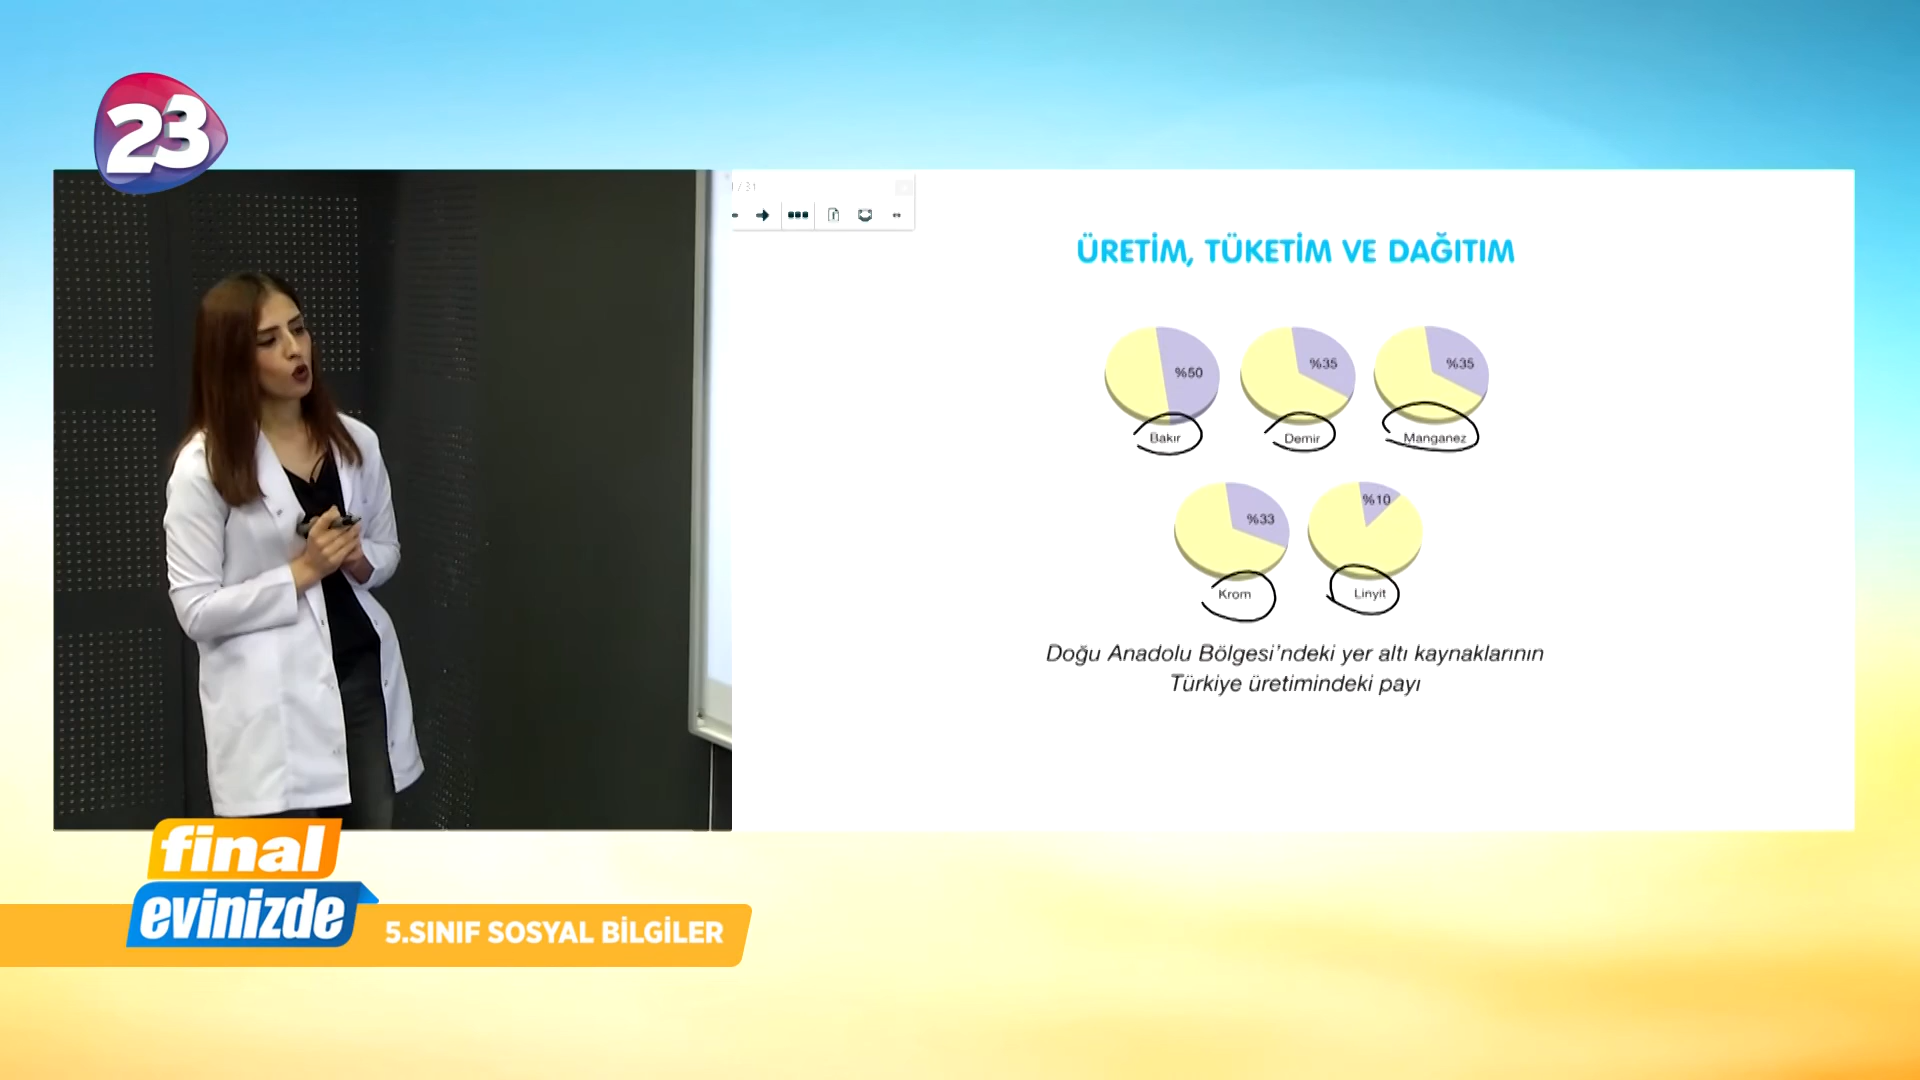 23
/ 31
ÜRETİM, TÜKETİM VE DAĞITIM
%50
%35
%35
Bakır
Demir
Manganez
%33
%10
Krom
Linyit
Doğu Anadolu Bölgesi'ndeki yer altı kaynaklarının
Türkiye üretimindeki payı
final
evinizde
5.SINIF SOSYAL BİLGİLER